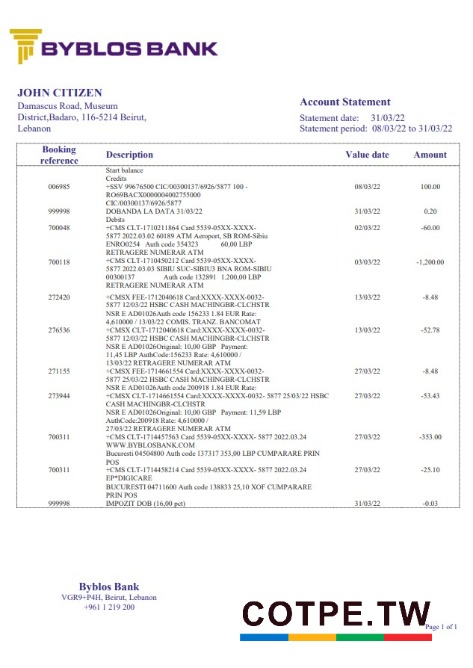 BYBLOS BANK
JOHN CITIZEN
Damascus Road, Museum
District,Badaro, 116-5214 Beirut,
Lebanon
Account Statement
Statement date: 31/03/22
Statement period: 08/03/22 to 31/03/22
Booking reference Description Value date Amount
Start balance
Credits
006985 +SSV 99676500 CIC/00300137/6926/5877 100 - 08/03/22 100.00
RO69BACX0000004002755000
CIC/00300137/6926/5877
999998 DOBANDA LA DATA 31/03/22 31/03/22 0,20
Debits
700048 +CMS CLT-1710211864 Card 5539-05XX-XXXX- 02/03/22 -60.00
5877 2022.03.02 60189 ATM Aeroport, SB ROM-Sibiu
ENRO0254 Auth code 354323 60,00 LBP
RETRAGERE NUMERAR ATM
700118 +CMS CLT-1710450212 Card 5539-05XX-XXXX- 03/03/22 -1,200.00
5877 2022.03.03 SIBIU SUC-SIBIU3 BNA ROM-SIBIU
00300137 Auth code 132891 1.200,00 LBP
RETRAGERE NUMERAR ATM
272420 +CMSX FEE-1712040618 Card:XXXX-XXXX-0032- 13/03/22 -8.48
5877 12/03/22 HSBC CASH MACHINGBR-CLCHSTR
NSR E AD01026Auth code 156233 1.84 EUR Rate:
4,610000 / 13/03/22 COMIS. TRANZ. BANCOMAT
276536 +CMSX CLT-1712040618 Card:XXXX-XXXX-0032- 13/03/22 -52.78
5877 12/03/22 HSBC CASH MACHINGBR-CLCHSTR
NSR E AD01026Original: 10,00 GBP Payment:
11,45 LBP AuthCode:156233 Rate: 4,610000 /
13/03/22 RETRAGERE NUMERAR ATM
271155 +CMSX FEE-1714661554 Card:XXXX-XXXX-0032- 27/03/22 -8.48
5877 25/03/22 HSBC CASH MACHINGBR-CLCHSTR
NSR E AD01026Auth code 200918 1.84 EUR Rate:
273944 +CMSX CLT-1714661554 Card:XXXX-XXXX-0032- 5877 25/03/22 HSBC 27/03/22 -53.43
CASH MACHINGBR-CLCHSTR
NSR E AD01026Original: 10,00 GBP Payment: 11,59 LBP
AuthCode:200918 Rate: 4,610000 /
27/03/22 RETRAGERE NUMERAR ATM
700311 +CMS CLT-1714457563 Card 5539-05XX-XXXX- 5877 2022.03.24 27/03/22 -353.00
WWW.BYBLOSBANK.COM
Bucuresti 04504800 Auth code 137317 353,00 LBP CUMPARARE PRIN
POS
700311 +CMS CLT-1714458214 Card 5539-05XX-XXXX- 5877 2022.03.24 27/03/22 -25.10
EP*DIGICARE
BUCURESTI 04711600 Auth code 138833 25,10 XOF CUMPARARE
PRIN POS
999998 IMPOZIT DOB (16,00 pct) 31/03/22 -0.03
Byblos Bank
VGR9+P4H, Beirut, Lebanon
+961 1 219 200
COTPE.TW
Page 1 of 1